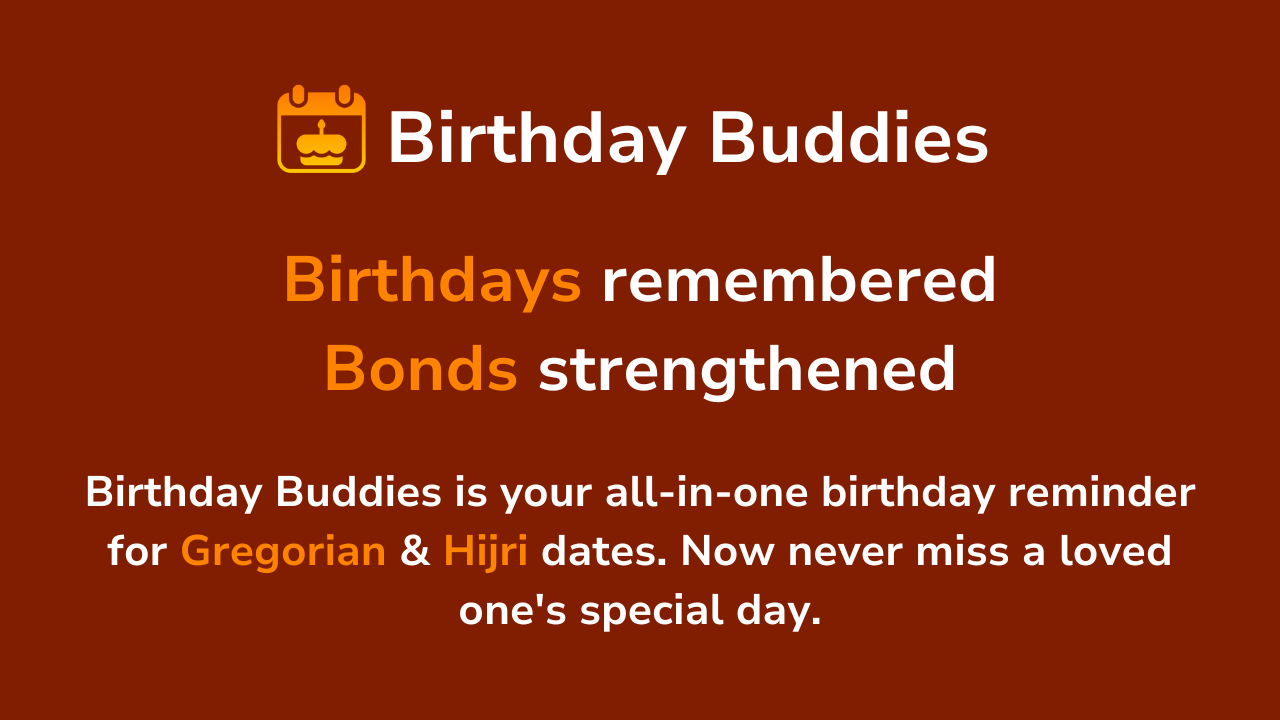 Birthday Buddies
Birthdays remembered
Bonds strengthened
Birthday Buddies is your all-in-one birthday reminder
for Gregorian & Hijri dates. Now never miss a loved
one's special day.